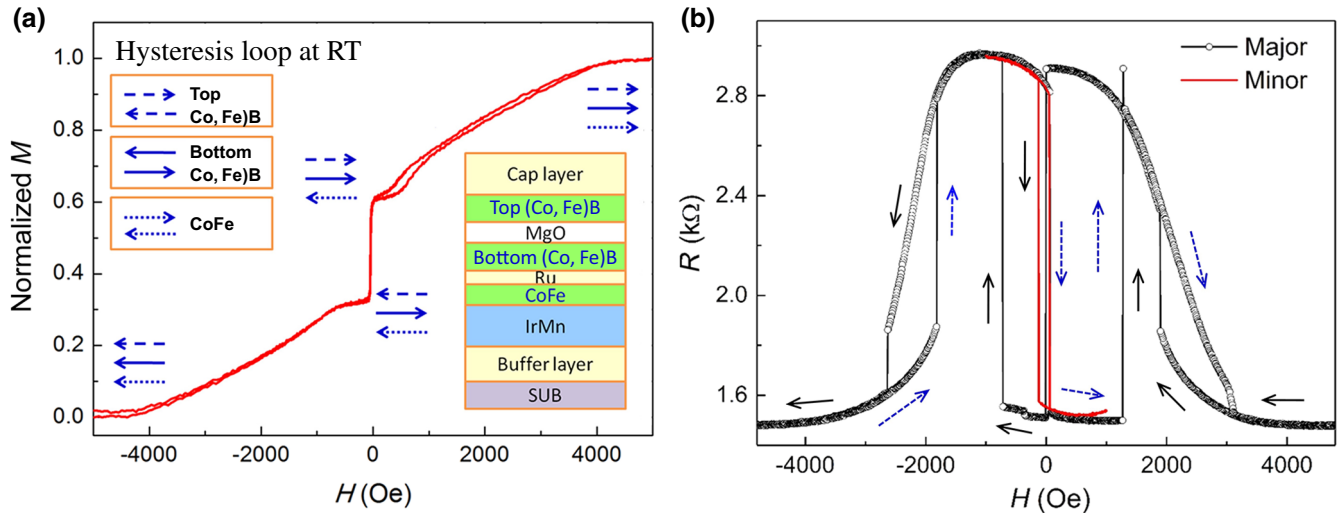 (a)
Hysteresis loop at RT
Top
Co, Fe)B
Bottom
Co, Fe)B
CoFe
Cap layer
Top (Co, Fe)B
MgO
Bottom (Co, Fe)B
Ru
CoFe
IrMn
Buffer layer
SUB
Normalized M
1.0
0.8
0.6
0.4
0.2
0.0
-4000
-2000
0
2000
4000
H (Oe)
(b)
Major
Minor
R (kΩ)
2.8
2.4
2.0
1.6
-4000
-2000
0
2000
4000
H (Oe)